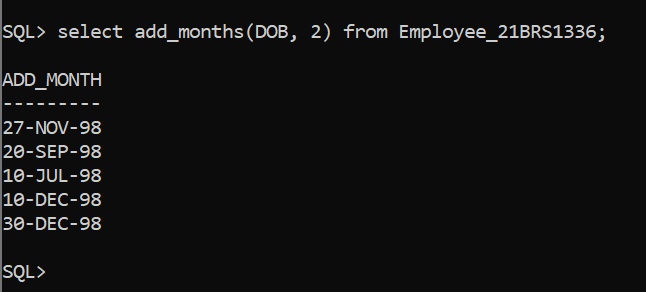 SQL> select add_months(DOB, 2) from Employee_21BRS1336;
ADD_MONTH
---------
27-NOV-98
20-SEP-98
10-JUL-98
10-DEC-98
30-DEC-98
SQL>